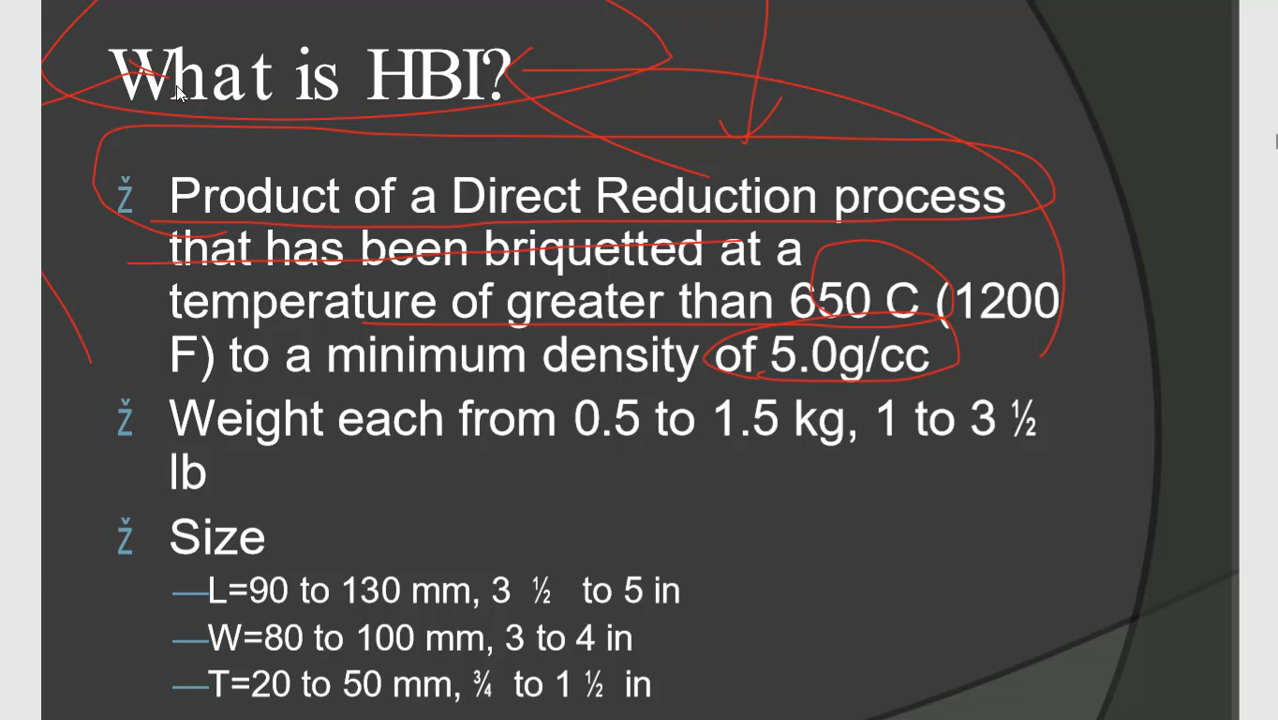 What is HBI?
Ž Product of a Direct Reduction process
that has been briquetted at a
temperature of greater than 650 C (1200
F) to a minimum density of 5.0g/cc
Ž Weight each from 0.5 to 1.5 kg, 1 to 3 ½
lb
Ž Size
—L=90 to 130 mm, 3 ½ to 5 in
—W=80 to 100 mm, 3 to 4 in
—T=20 to 50 mm, ¾ to 1 ½ in